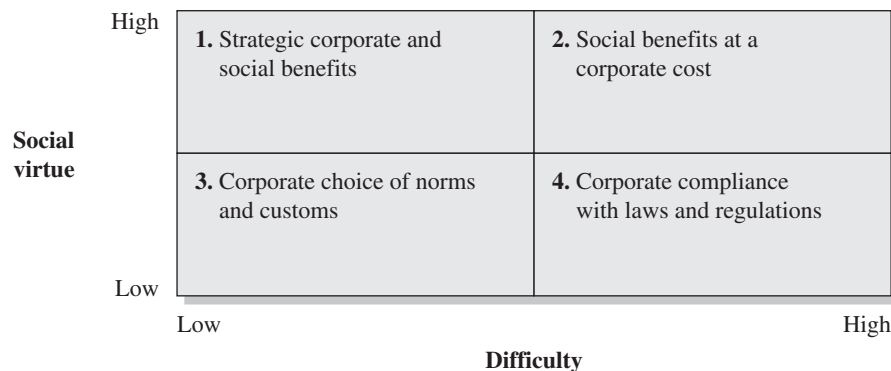 High
1. Strategic corporate and
social benefits
2. Social benefits at a
corporate cost
Social
virtue
3. Corporate choice of norms
and customs
4. Corporate compliance
with laws and regulations
Low
Low
High
Difficulty